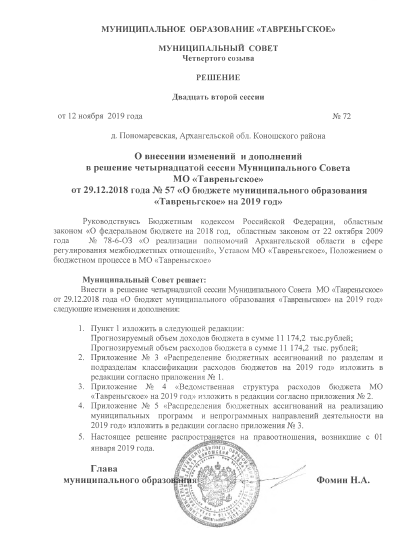 МУНИЦИПАЛЬНОЕ ОБРАЗОВАНИЕ «ТАВРЕНЬГСКОЕ»
МУНИЦИПАЛЬНЫЙ СОВЕТ
Четвертого созыва
РЕШЕНИЕ
Двадцать второй сессии
от 12 ноября 2019 года № 72
д. Пономаревская, Архангельской обл. Коношского района
О внесении изменений и дополнений
в решение четырнадцатой сессии Муниципального Совета
МО «Тавреньгское»
от 29.12.2018 года № 57 «О бюджете муниципального образования
«Тавреньгское» на 2019 год»
Руководствуясь Бюджетным кодексом Российской Федерации, областным
законом «О федеральном бюджете на 2018 год, областным законом от 22 октября 2009
года № 78-6-ОЗ «О реализации полномочий Архангельской области в сфере
регулирования межбюджетных отношений», Уставом МО «Тавреньгское», Положением о
бюджетном процессе в МО «Тавреньгское»
Муниципальный Совет решает:
Внести в решение четырнадцатой сессии Муниципального Совета МО «Тавреньгское»
от 29.12.2018 года «О бюджет муниципального образования «Тавреньгское» на 2019 год»
следующие изменения и дополнения:
1. Пункт 1 изложить в следующей редакции:
Прогнозируемый объем доходов бюджета в сумме 11 174,2 тыс.рублей;
Прогнозируемый объем расходов бюджета в сумме 11 174,2 тыс. рублей;
2. Приложение № 3 «Распределение бюджетных ассигнований по разделам и
подразделам классификации расходов бюджетов на 2019 год» изложить в
редакции согласно приложения № 1.
3. Приложение № 4 «Ведомственная структура расходов бюджета МО
«Тавреньгское» на 2019 год» изложить в редакции согласно приложения № 2.
4. Приложение № 5 «Распределения бюджетных ассигнований на реализацию
муниципальных программ и непрограммных направлений деятельности на
2019 год» изложить в редакции согласно приложения № 3.
5. Настоящее решение распространяется на правоотношения, возникшие с 01
января 2019 года.
Глава
муниципального образования Фомин Н.А.